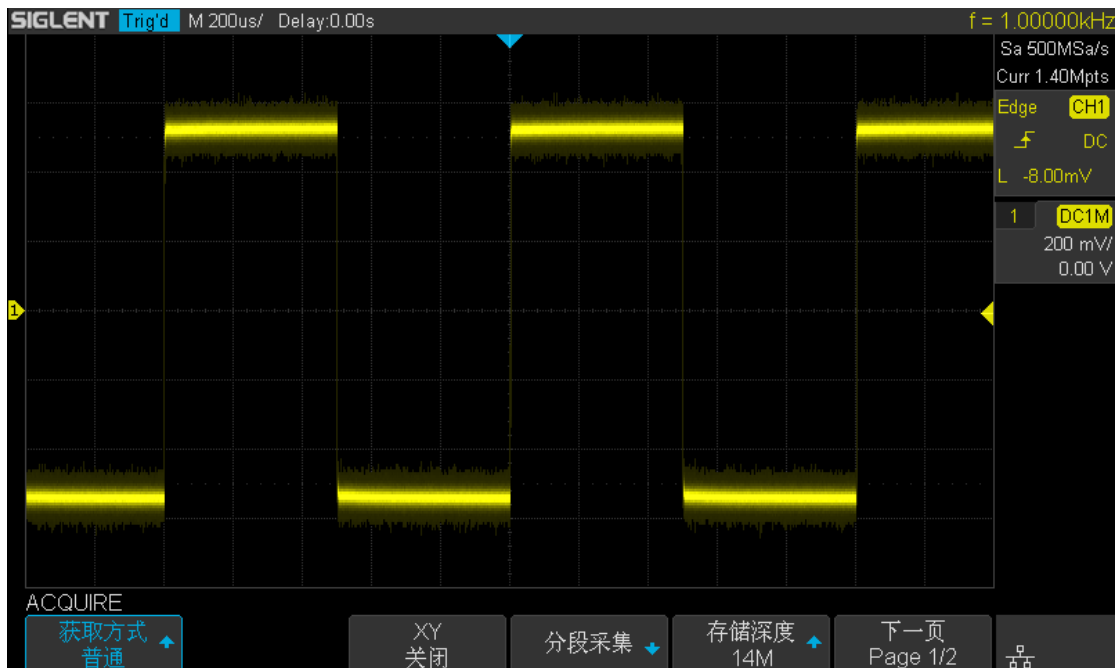 SIGLENT Trig'd M 200us/ Delay:0.00s f = 1.00000kHz
Sa 500MSa/s
Curr 1.40Mpts
Edge CH1
DC
L -8.00mV
1 DC1M
200 mV/
0.00 V
1
ACQUIRE
获取方式
普通
XY
关闭
分段采集
存储深度
14M
下一页
Page 1/2